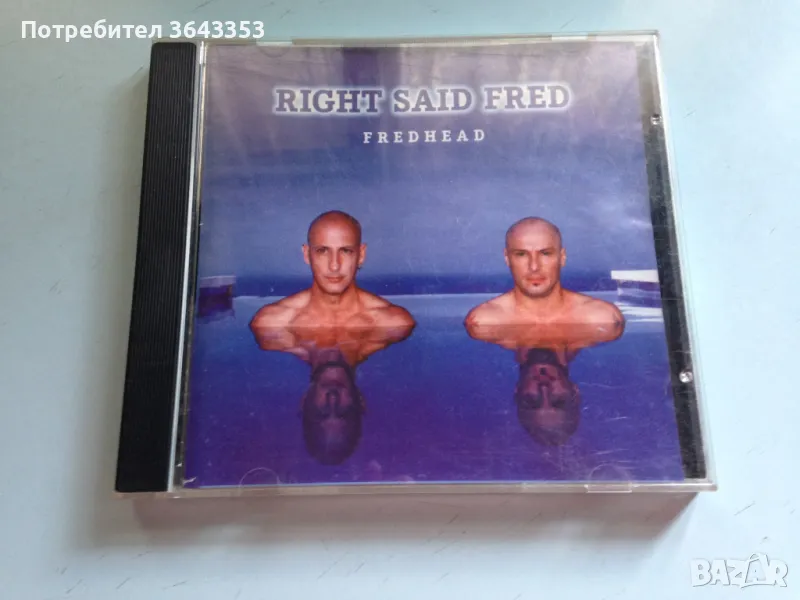 Потребител 3643353
RIGHT SAID FRED
FREDHEAD
BAZAR